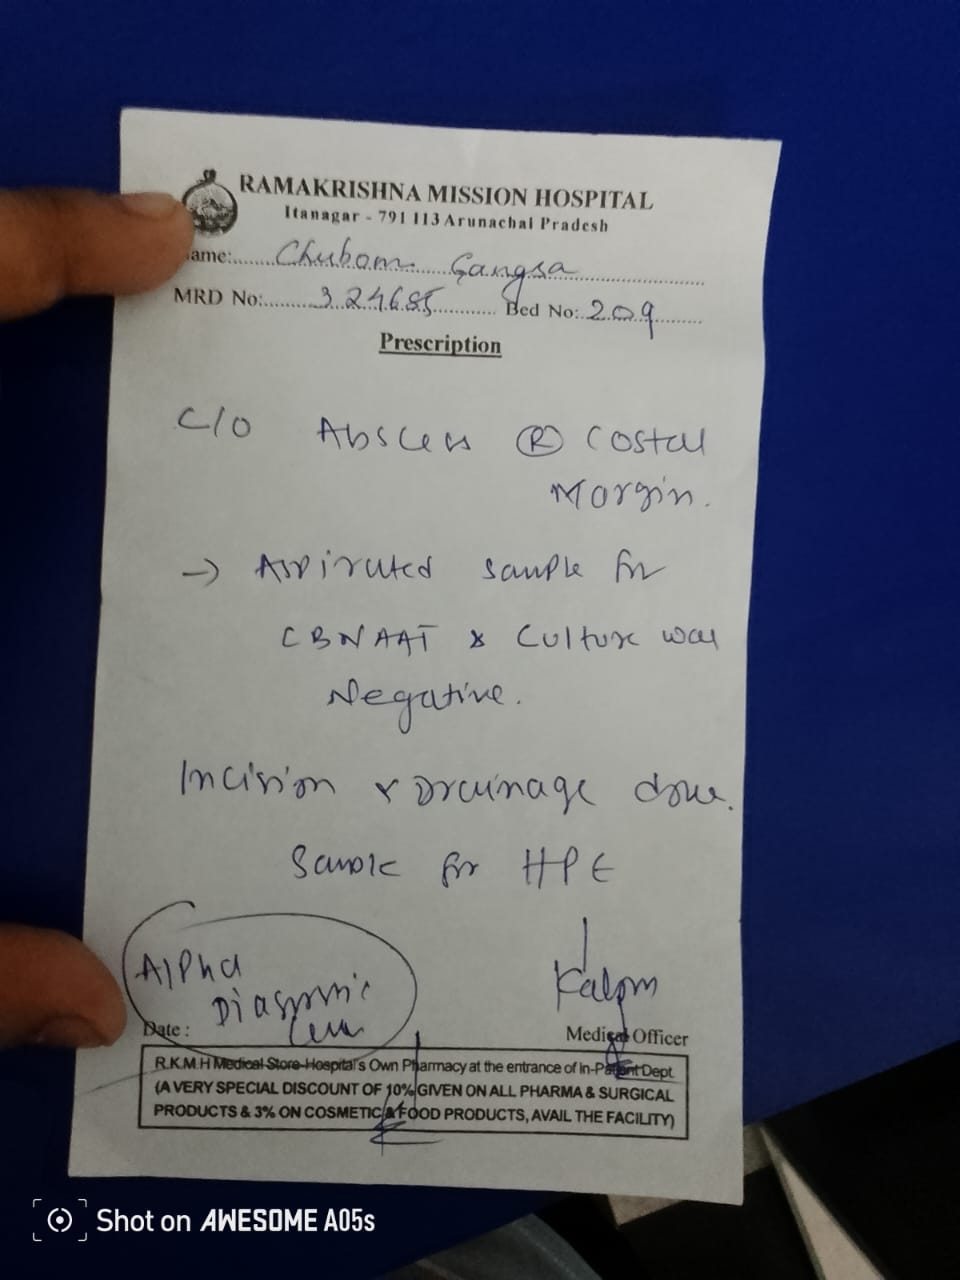 RAMAKRISHNA MISSION HOSPITAL
Itanagar - 791 113 Arunachal Pradesh
ame: Chubam Gangsa
MRD No: 324685 Bed No: 209
Prescription
C/O Abscess Ⓡ Costal
Margin.
→ Aspirated sample for
CBNAAT & Culture was
Negative.
Incision & Drainage done.
Sample for HPE
Alpha
Diagnostic
Date:
Medical Officer
R.K.M.H Medical Store-Hospital's Own Pharmacy at the entrance of In-Patient Dept.
(A VERY SPECIAL DISCOUNT OF 10% GIVEN ON ALL PHARMA & SURGICAL
PRODUCTS & 3% ON COSMETIC & FOOD PRODUCTS, AVAIL THE FACILITY)
Shot on AWESOME A05s